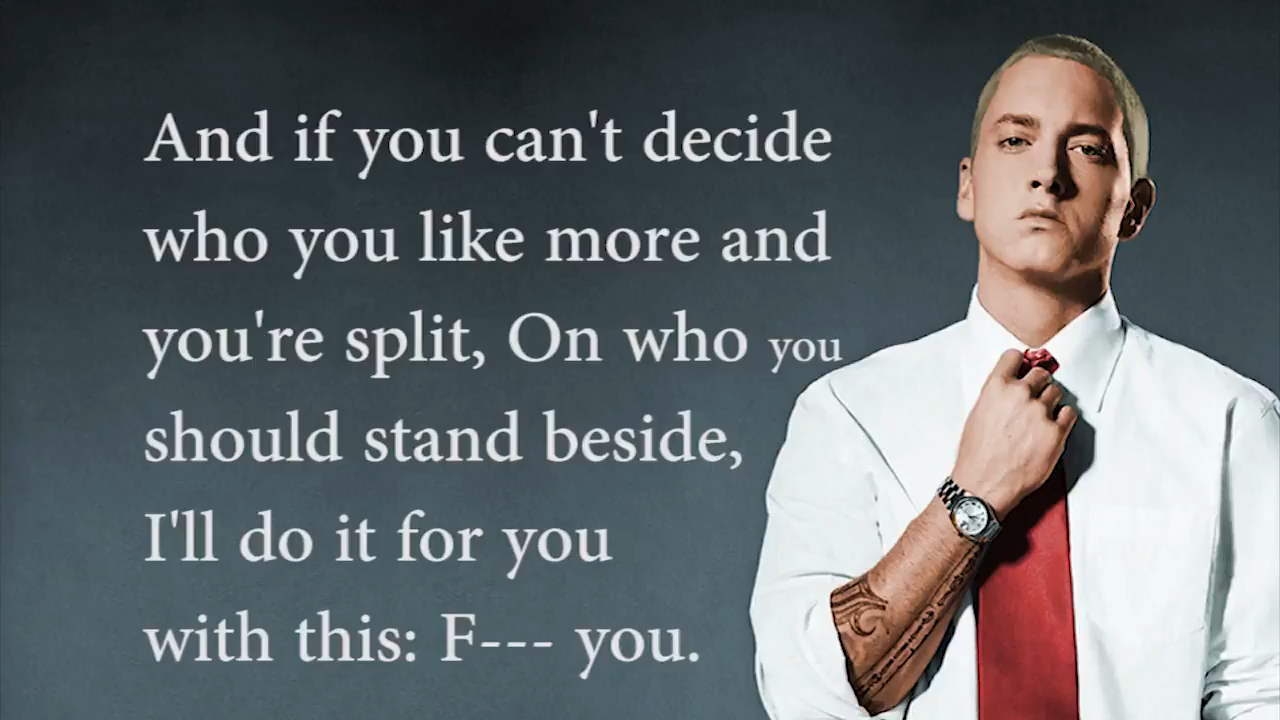 And if you can't decide
who you like more and
you're split, On who you
should stand beside,
I'll do it for you
with this: F--- you.